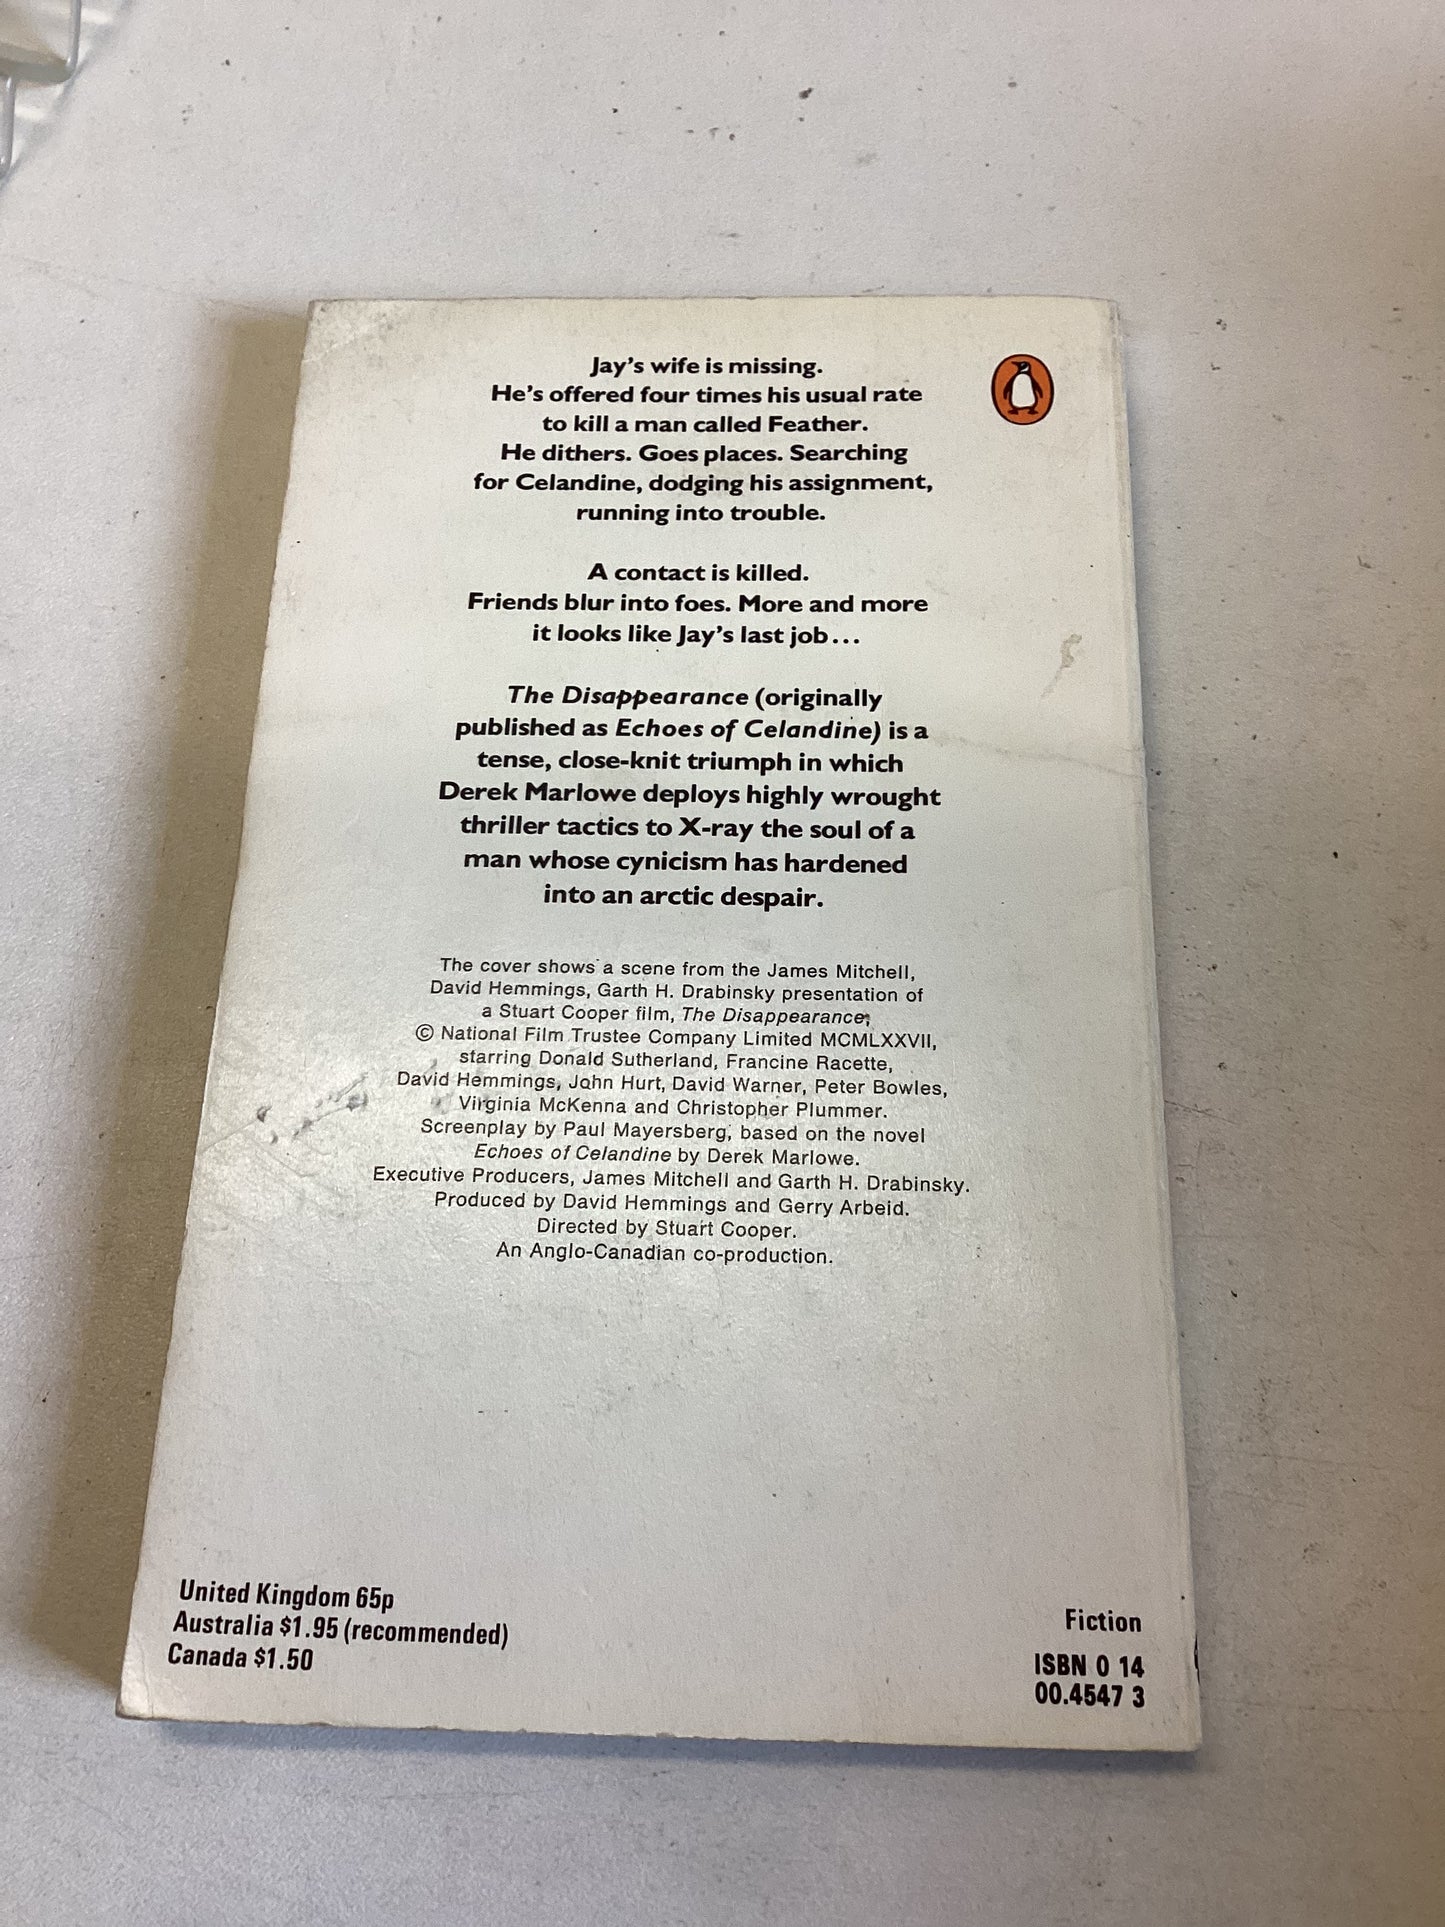 Jay's wife is missing.
He's offered four times his usual rate
to kill a man called Feather.
He dithers. Goes places. Searching
for Celandine, dodging his assignment,
running into trouble.
A contact is killed.
Friends blur into foes. More and more
it looks like Jay's last job...
The Disappearance (originally
published as Echoes of Celandine) is a
tense, close-knit triumph in which
Derek Marlowe deploys highly wrought
thriller tactics to X-ray the soul of a
man whose cynicism has hardened
into an arctic despair.
The cover shows a scene from the James Mitchell,
David Hemmings, Garth H. Drabinsky presentation of
a Stuart Cooper film, The Disappearance,
© National Film Trustee Company Limited MCMLXXVII,
starring Donald Sutherland, Francine Racette,
David Hemmings, John Hurt, David Warner, Peter Bowles,
Virginia McKenna and Christopher Plummer.
Screenplay by Paul Mayersberg, based on the novel
Echoes of Celandine by Derek Marlowe.
Executive Producers, James Mitchell and Garth H. Drabinsky.
Produced by David Hemmings and Gerry Arbeid.
Directed by Stuart Cooper.
An Anglo-Canadian co-production.
United Kingdom 65p
Australia $1.95 (recommended)
Canada $1.50
Fiction
ISBN 0 14
00.4547 3